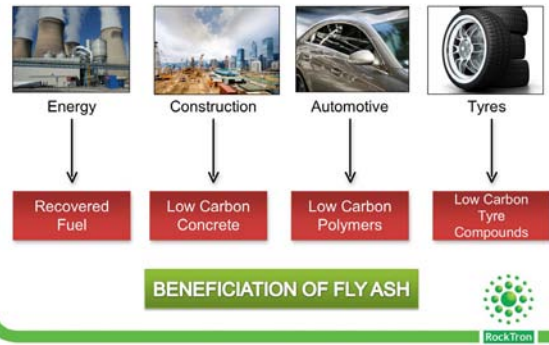 Energy
Construction
Automotive
Tyres
Recovered
Fuel
Low Carbon
Concrete
Low Carbon
Polymers
Low Carbon
Tyre
Compounds
BENEFICIATION OF FLY ASH
RockTron